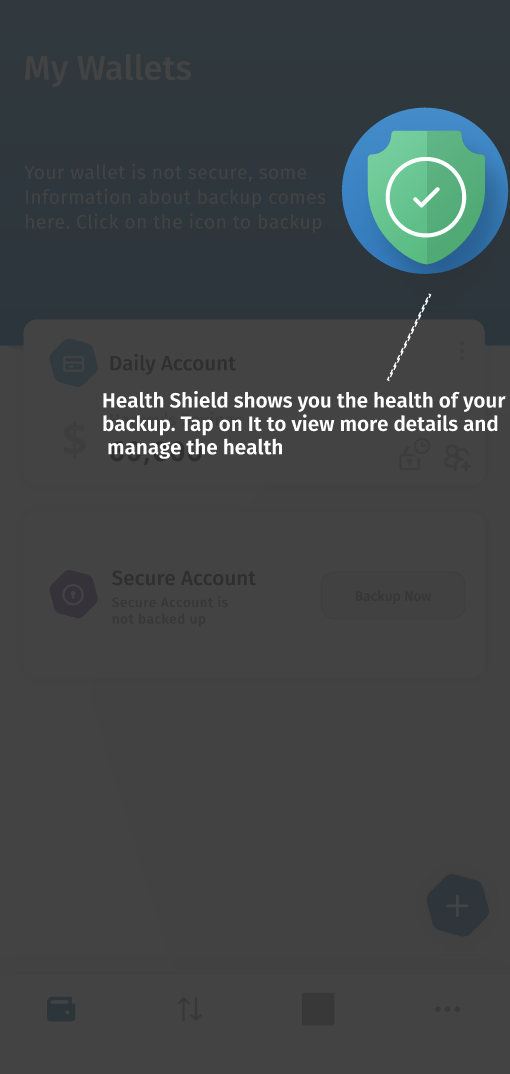 My Wallets
Your wallet is not secure, some
Information about backup comes
here. Click on the icon to backup
Daily Account
Health Shield shows you the health of your
backup. Tap on It to view more details and
manage the health
$
Secure Account
Secure Account is
not backed up
Backup Now